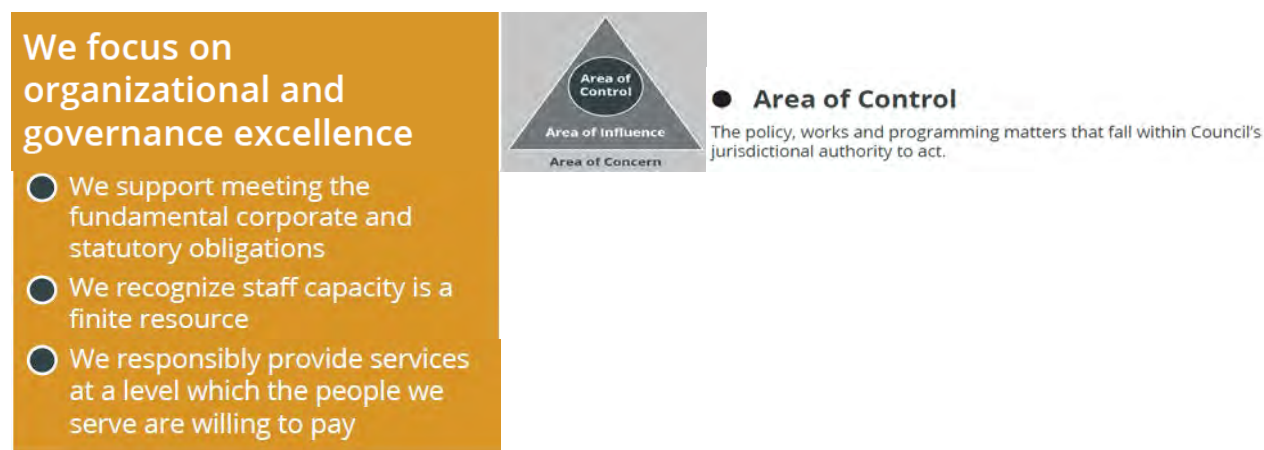 We focus on
organizational and
governance excellence
We support meeting the
fundamental corporate and
statutory obligations
We recognize staff capacity is a
finite resource
We responsibly provide services
at a level which the people we
serve are willing to pay
Area of
Control
Area of Influence
Area of Concern
Area of Control
The policy, works and programming matters that fall within Council's
jurisdictional authority to act.